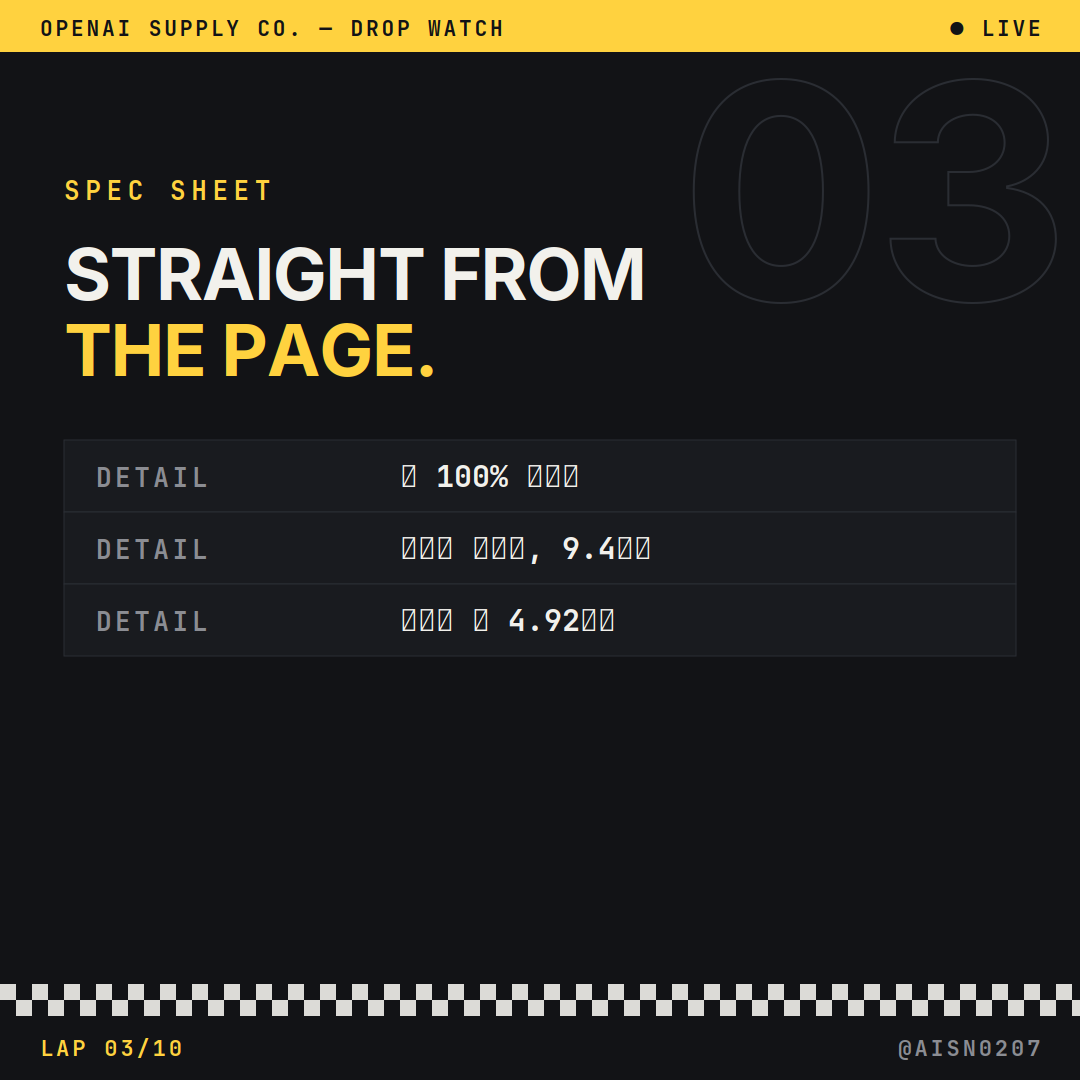 OPENAI SUPPLY CO. — DROP WATCH
● LIVE
03
SPEC SHEET
STRAIGHT FROM
THE PAGE.
DETAIL 100%
DETAIL , 9.4
DETAIL 4.92
LAP 03/10
@AISN0207